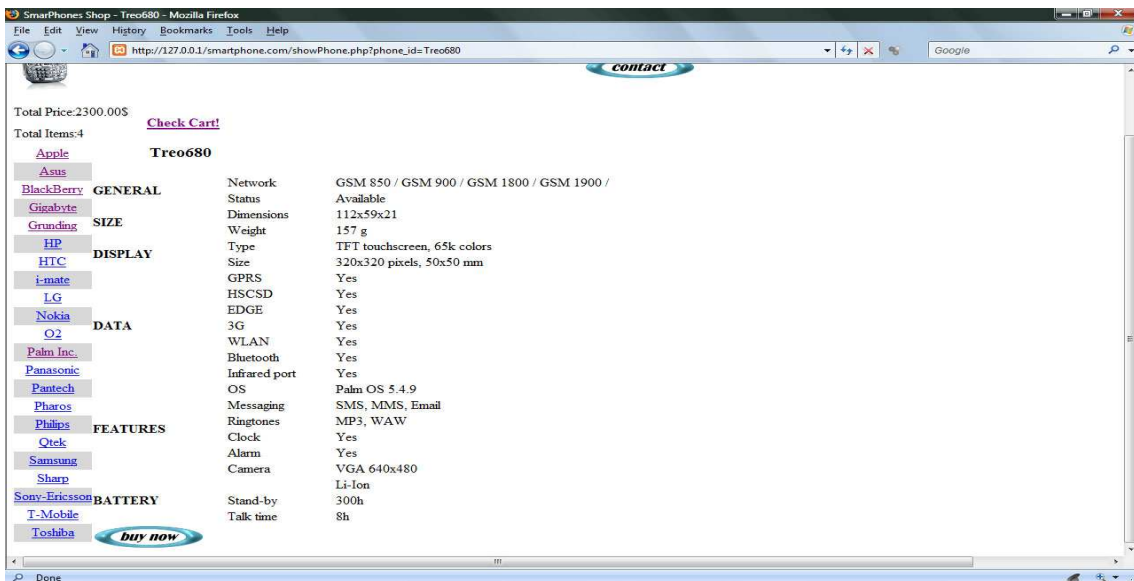 SmarPhones Shop - Treo680 - Mozilla Firefox
File Edit View History Bookmarks Tools Help
http://127.0.0.1/smartphone.com/showPhone.php?phone_id=Treo680
Google
contact
Total Price:2300.00$
Check Cart!
Total Items:4
Apple
Asus
BlackBerry
Gigabyte
Grunding
HP
HTC
i-mate
LG
Nokia
O2
Palm Inc.
Panasonic
Pantech
Pharos
Philips
Qtek
Samsung
Sharp
Sony-Ericsson
T-Mobile
Toshiba
Treo680
GENERAL
Network GSM 850 / GSM 900 / GSM 1800 / GSM 1900 /
Status Available
SIZE
Dimensions 112x59x21
Weight 157 g
DISPLAY
Type TFT touchscreen, 65k colors
Size 320x320 pixels, 50x50 mm
DATA
GPRS Yes
HSCSD Yes
EDGE Yes
3G Yes
WLAN Yes
Bluetooth Yes
Infrared port Yes
FEATURES
OS Palm OS 5.4.9
Messaging SMS, MMS, Email
Ringtones MP3, WAW
Clock Yes
Alarm Yes
Camera VGA 640x480
BATTERY
Li-Ion
Stand-by 300h
Talk time 8h
buy now
Done